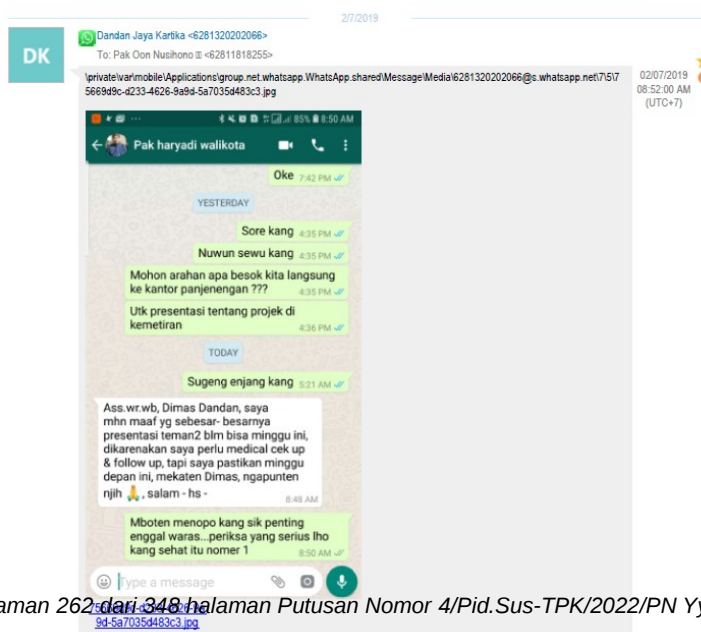 2/7/2019
DK
Dandan Jaya Kartika <6281320202066>
To: Pak Oon Nusihono <62811818255>
\private\var\mobile\Applications\group.net.whatsapp.WhatsApp.shared\Message\Media\6281320202066@s.whatsapp.net\7\5\7
5669d9c-d233-4626-9a9d-5a7035d483c3.jpg
02/07/2019
08:52:00 AM
(UTC+7)
85% 8:50 AM
Pak haryadi walikota
Oke 7:42 PM
YESTERDAY
Sore kang 4:35 PM
Nuwun sewu kang 4:35 PM
Mohon arahan apa besok kita langsung
ke kantor panjenengan ??? 4:35 PM
Utk presentasi tentang projek di
kemetiran 4:36 PM
TODAY
Sugeng enjang kang 5:21 AM
Ass.wr.wb, Dimas Dandan, saya
mhn maaf yg sebesar- besarnya
presentasi teman2 blm bisa minggu ini,
dikarenakan saya perlu medical cek up
& follow up, tapi saya pastikan minggu
depan ini, mekaten Dimas, ngapunten
njih 🙏, salam - hs - 8:48 AM
Mboten menopo kang sik penting
enggal waras...periksa yang serius lho
kang sehat itu nomer 1 8:50 AM
Type a message
aman 262 dari 348 halaman Putusan Nomor 4/Pid.Sus-TPK/2022/PN Yy
9d-5a7035d483c3.jpg